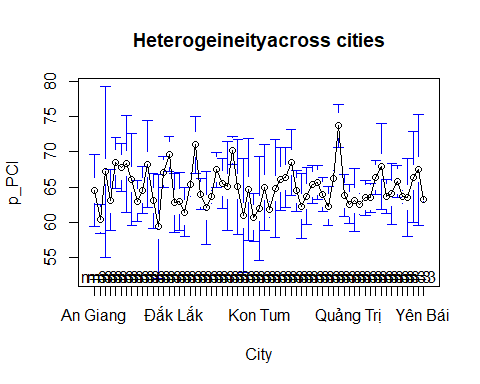 Heterogeineityacross cities
p_PCI
80
75
70
65
60
55
An Giang Đắk Lắk Kon Tum Quảng Trị Yên Bái
City